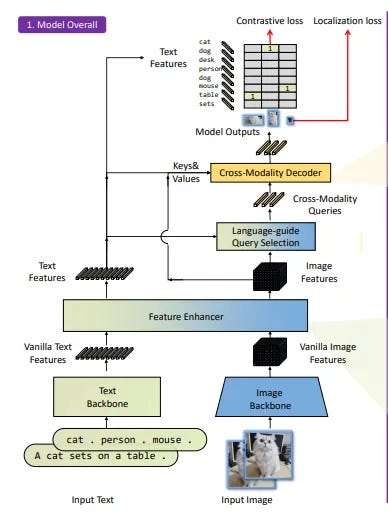 1. Model Overall
Contrastive loss
Localization loss
Text
Features
cat
dog
desk
person
dog
mouse
table
sets
1
1
1
Model Outputs
Keys&
Values
Cross-Modality Decoder
Cross-Modality
Queries
Language-guide
Query Selection
Text
Features
Image
Features
Feature Enhancer
Vanilla Text
Features
Vanilla Image
Features
Text
Backbone
Image
Backbone
cat . person . mouse .
A cat sets on a table .
Input Text
Input Image